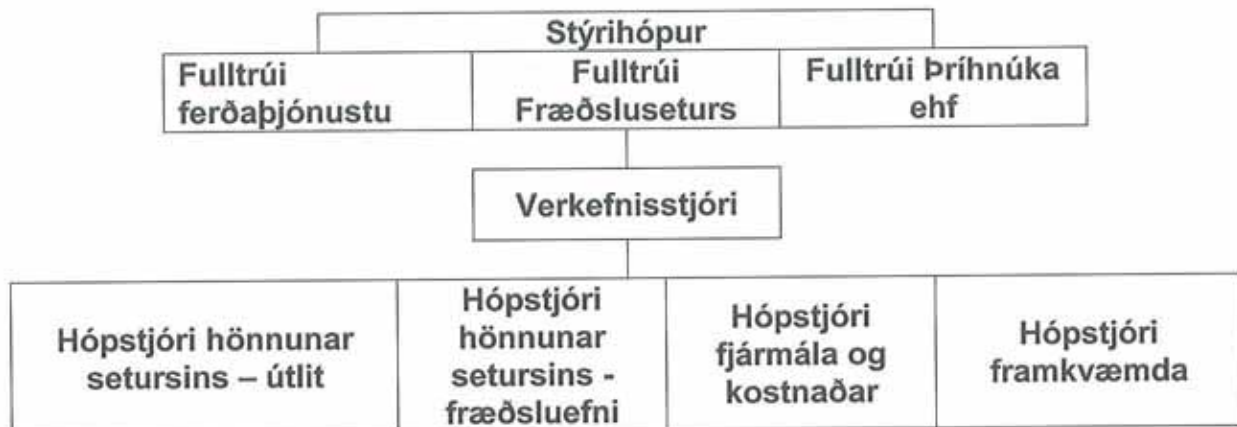 Stýrihópur
Fulltrúi
ferðaþjónustu
Fulltrúi
Fræðsluseturs
Fulltrúi Þríhnúka
ehf
Verkefnisstjóri
Hópstjóri hönnunar
setursins – útlit
Hópstjóri
hönnunar
setursins -
fræðsluefni
Hópstjóri
fjármála og
kostnaðar
Hópstjóri
framkvæmda